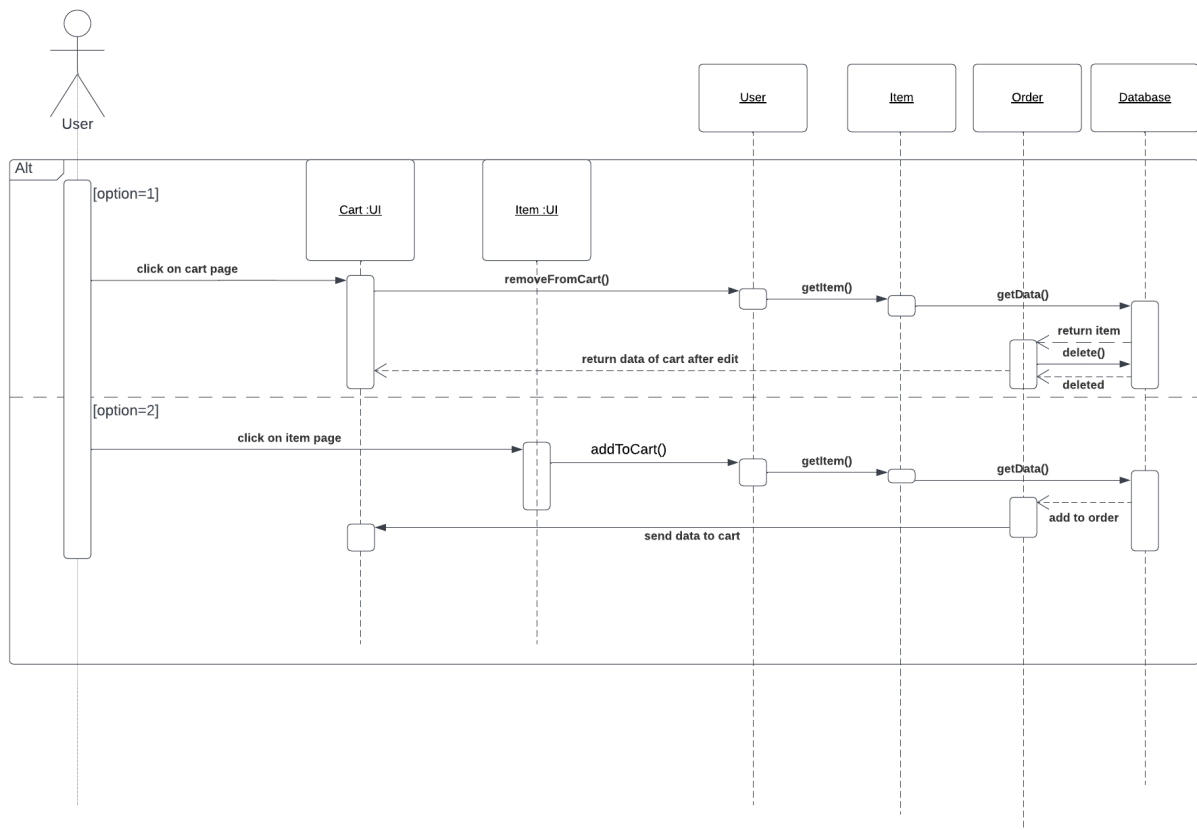 User
User
Item
Order
Database
Alt
[option=1]
Cart :UI
Item :UI
click on cart page
removeFromCart()
getItem()
getData()
return item
delete()
return data of cart after edit
deleted
[option=2]
click on item page
addToCart()
getItem()
getData()
add to order
send data to cart